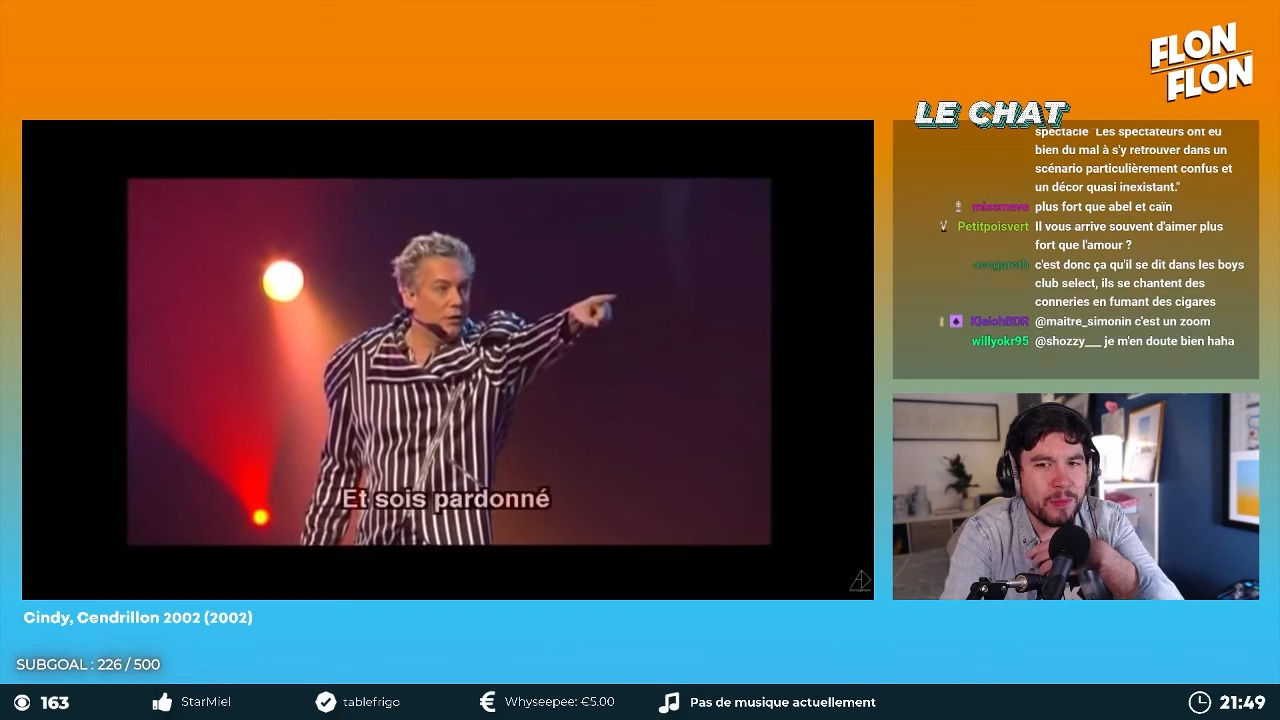 FLON
FLON
LE CHAT
spectacle "Les spectateurs ont eu
bien du mal à s'y retrouver dans un
scénario particulièrement confus et
un décor quasi inexistant."
plus fort que abel et caïn
Petitpoisvert Il vous arrive souvent d'aimer plus
fort que l'amour ?
c'est donc ça qu'il se dit dans les boys
club select, ils se chantent des
conneries en fumant des cigares
@maitre_simonin c'est un zoom
willyokr95 @shozzy___ je m'en doute bien haha
Et sois pardonné
Cindy, Cendrillon 2002 (2002)
SUBGOAL : 226 / 500
163 StarMiel tablefrigo Whyseepee: €5.00 Pas de musique actuellement 21:49